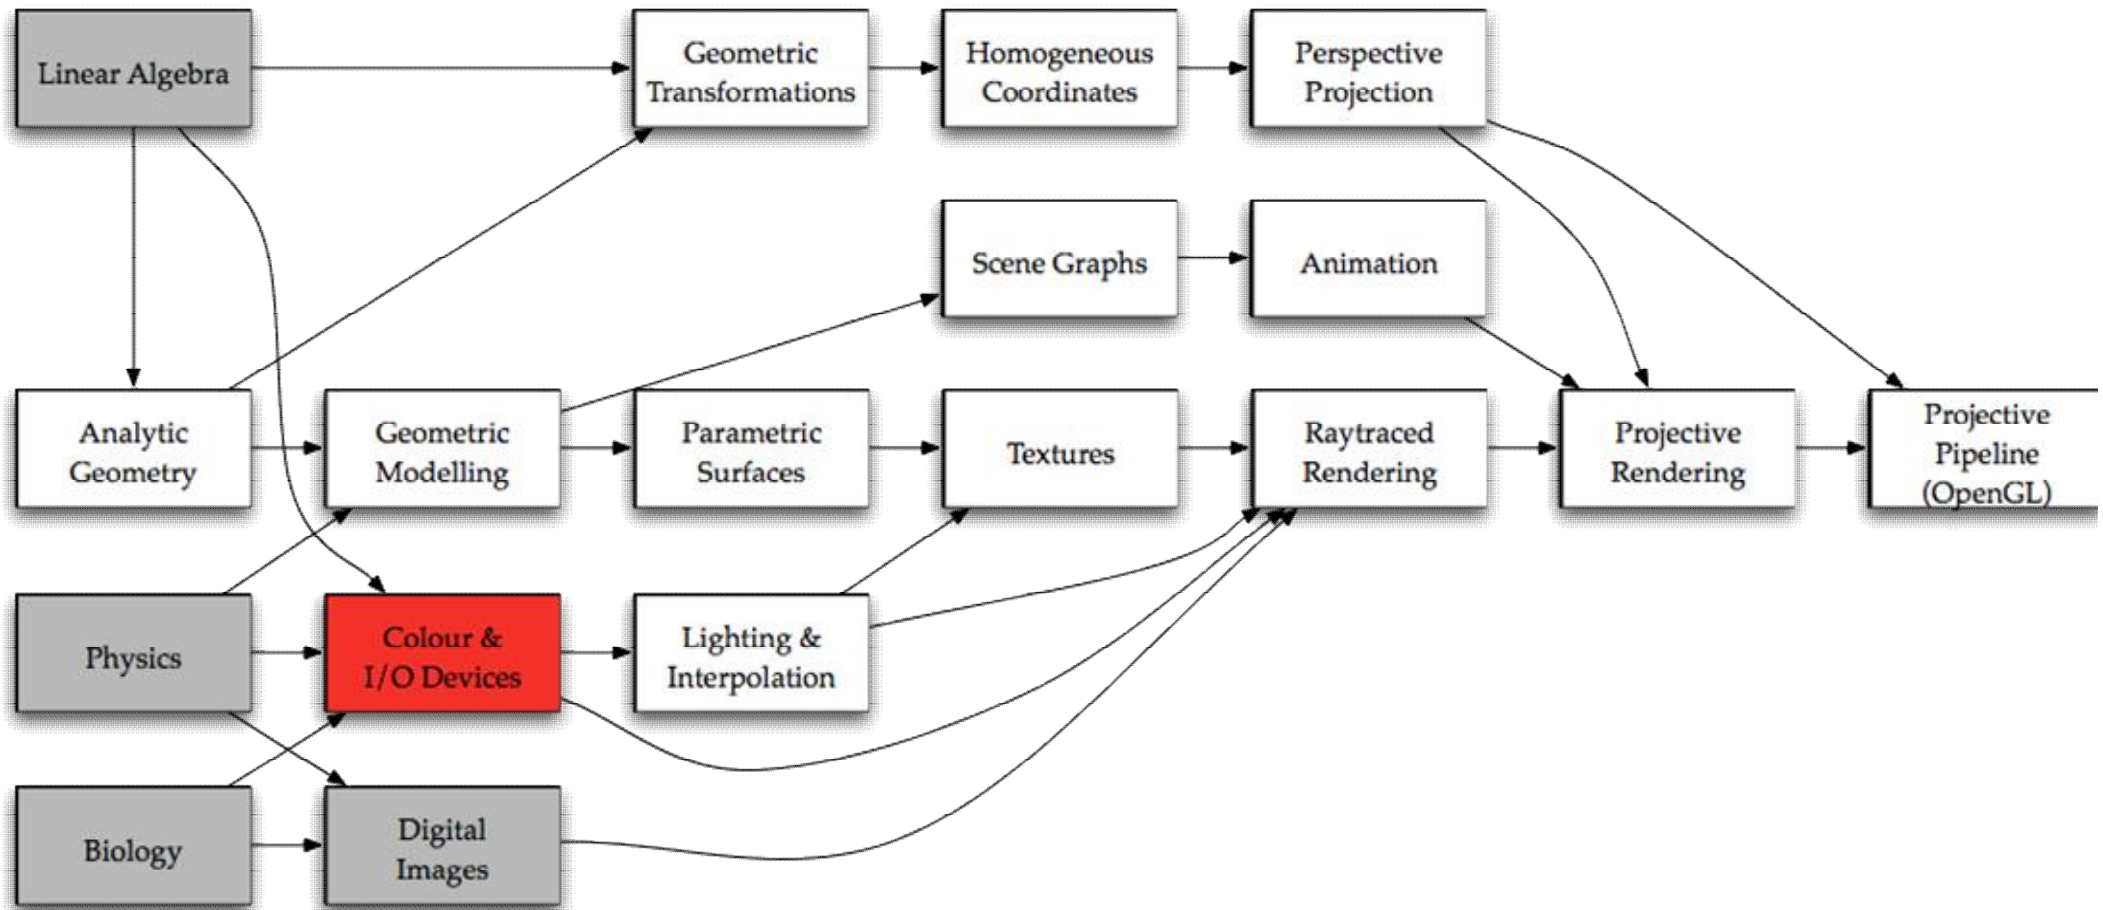 Linear Algebra
Geometric
Transformations
Homogeneous
Coordinates
Perspective
Projection
Scene Graphs
Animation
Analytic
Geometry
Geometric
Modelling
Parametric
Surfaces
Textures
Raytraced
Rendering
Projective
Rendering
Projective
Pipeline
(OpenGL)
Physics
Colour &
I/O Devices
Lighting &
Interpolation
Biology
Digital
Images